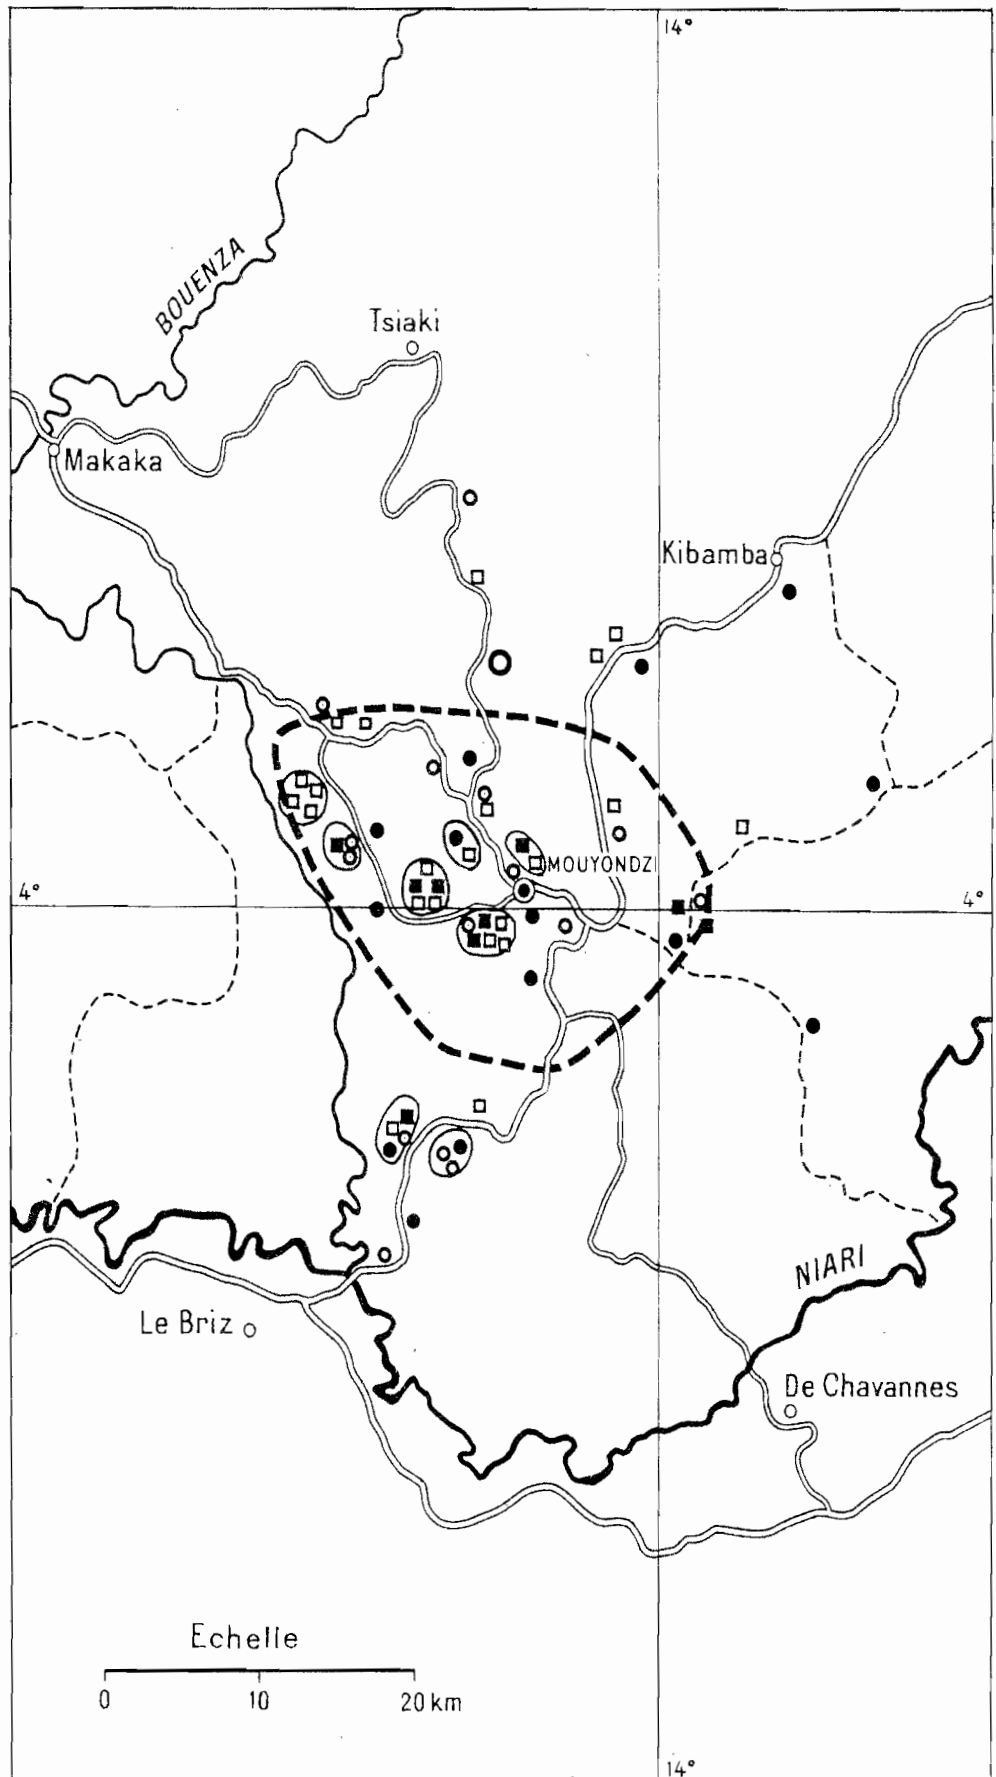 14°
BOUENZA
Tsiaki
Makaka
Kibamba
MOUYONDZI
4°
4°
NIARI
Le Briz
De Chavannes
Echelle
0 10 20 km
14°